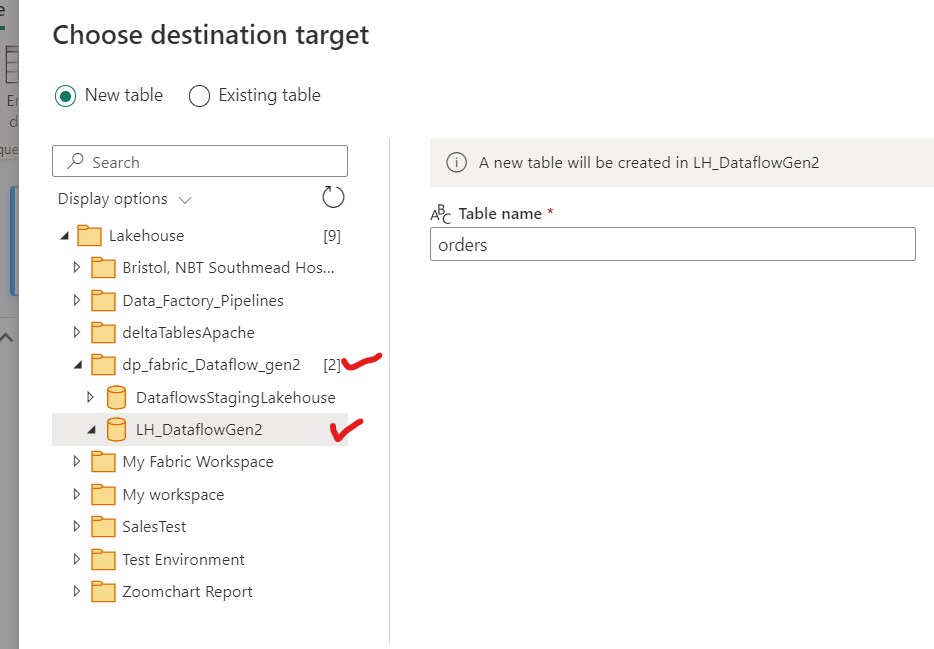 Choose destination target
New table
Existing table
Search
Display options
Lakehouse [9]
Bristol, NBT Southmead Hos...
Data_Factory_Pipelines
deltaTablesApache
dp_fabric_Dataflow_gen2 [2]
DataflowsStagingLakehouse
LH_DataflowGen2
My Fabric Workspace
My workspace
SalesTest
Test Environment
Zoomchart Report
A new table will be created in LH_DataflowGen2
ABC Table name *
orders